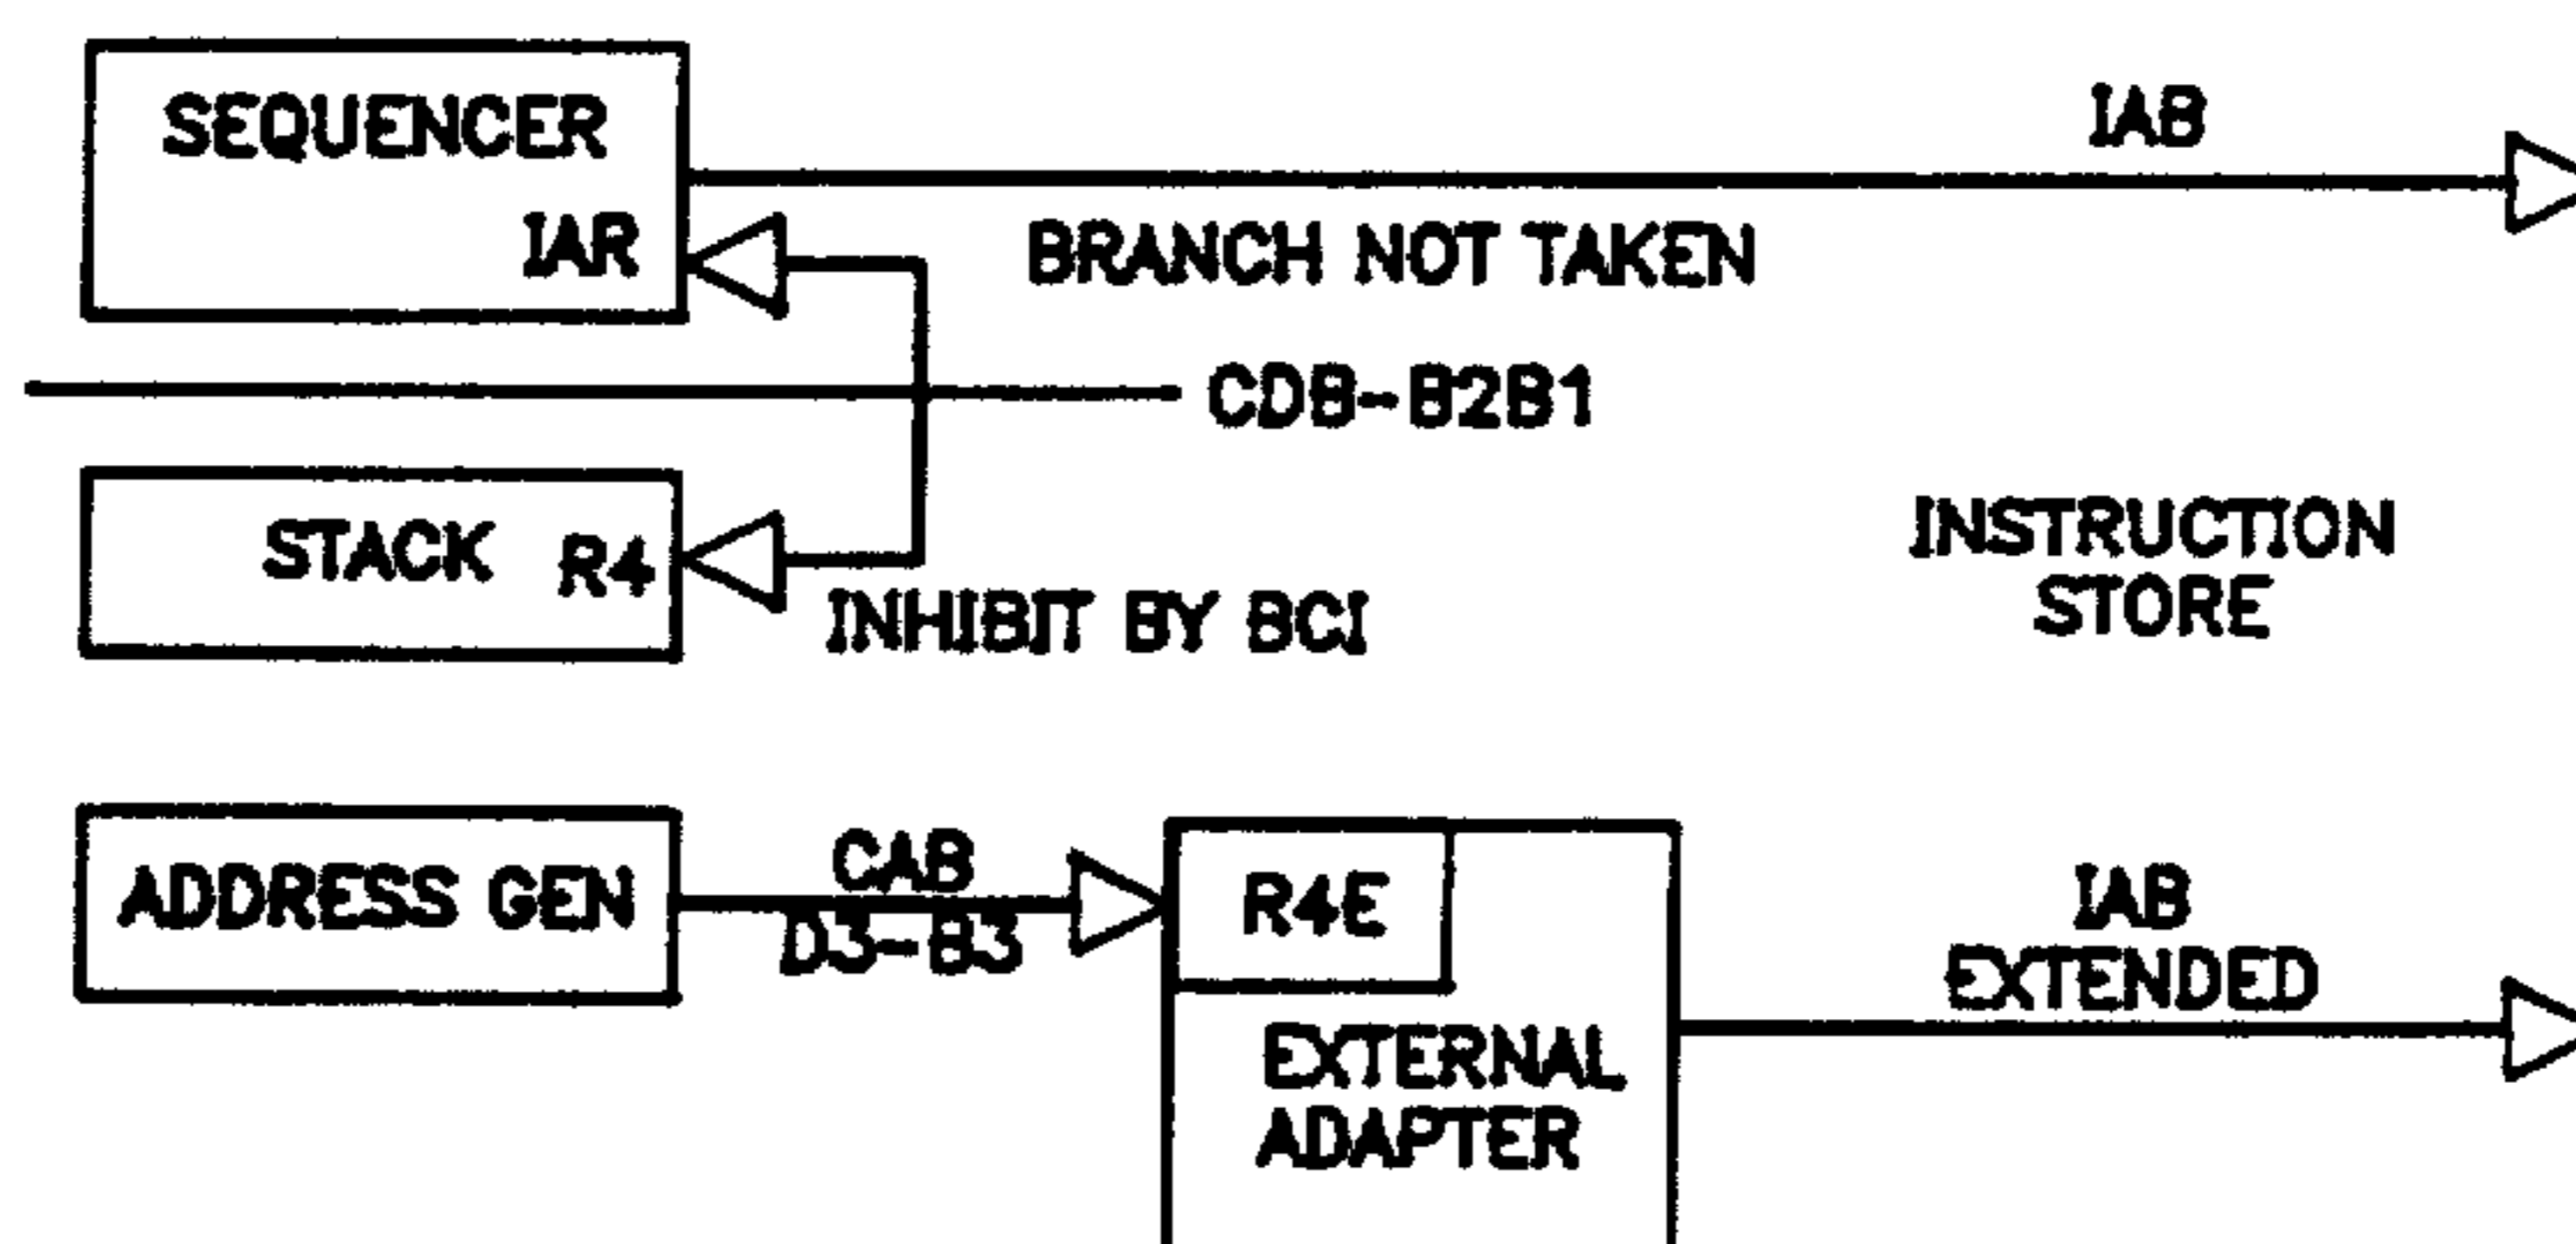 SEQUENCER
IAB
IAR
BRANCH NOT TAKEN
CDB-B2B1
STACK R4
INHIBIT BY BCI
INSTRUCTION
STORE
ADDRESS GEN
CAB
D3-B3
R4E
EXTERNAL
ADAPTER
IAB
EXTENDED